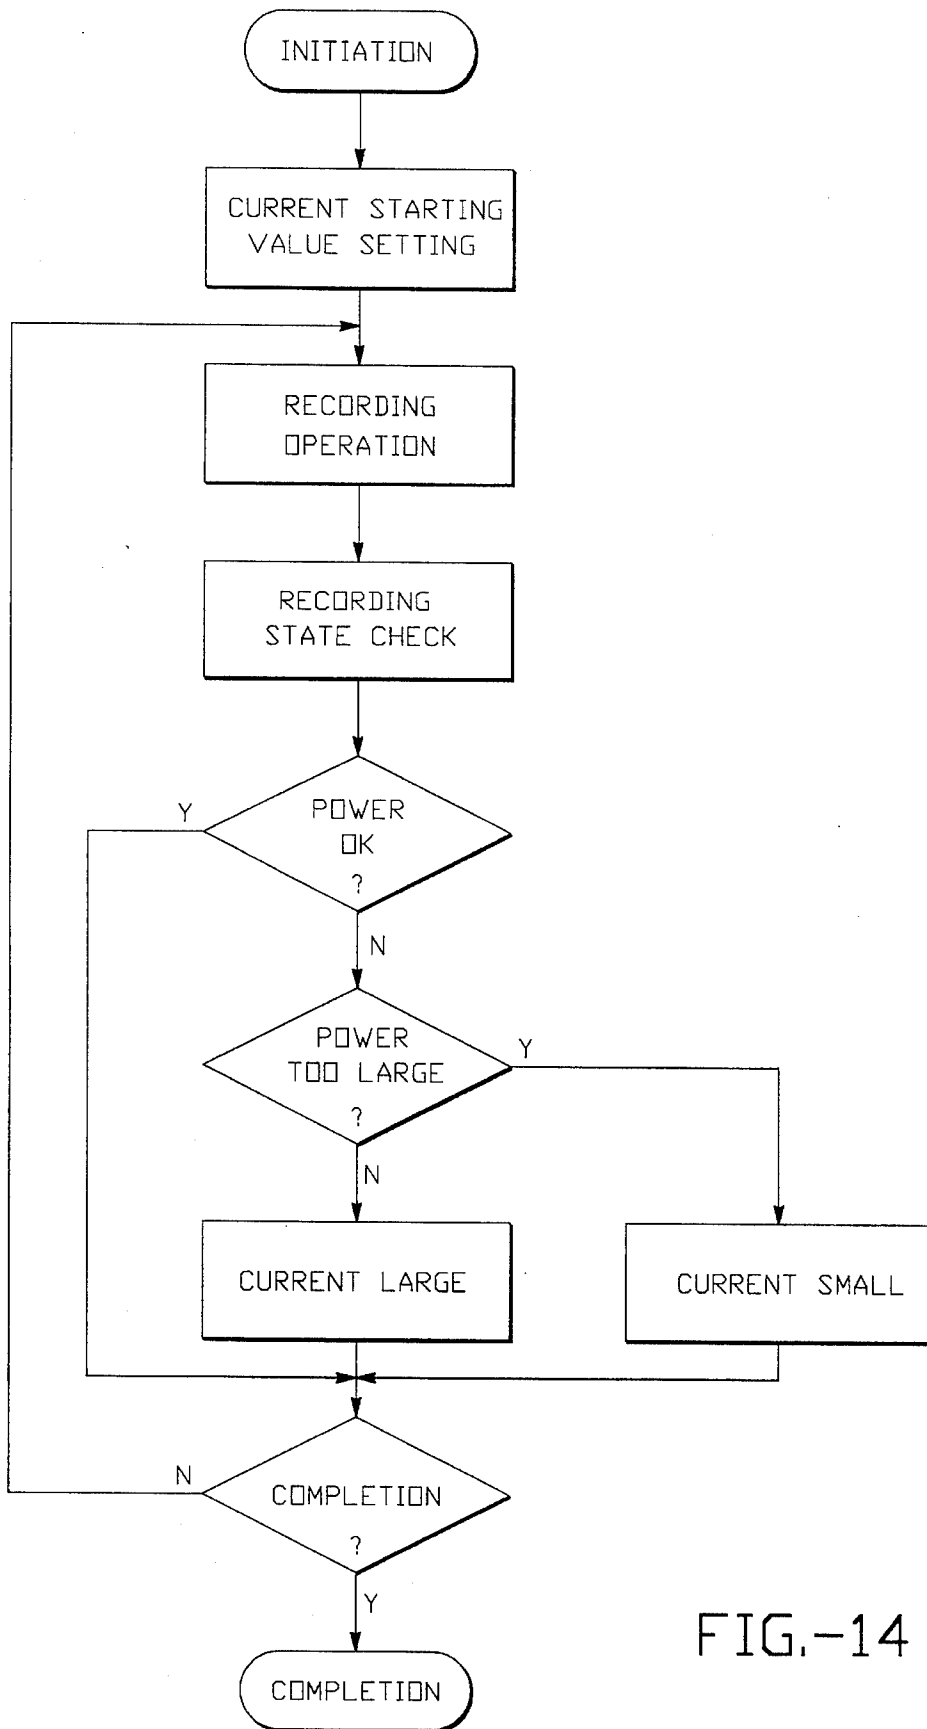 INITIATION
CURRENT STARTING
VALUE SETTING
RECORDING
OPERATION
RECORDING
STATE CHECK
Y
POWER
OK
?
N
POWER
TOO LARGE
?
Y
N
CURRENT LARGE
CURRENT SMALL
N
COMPLETION
?
Y
COMPLETION
FIG.-14